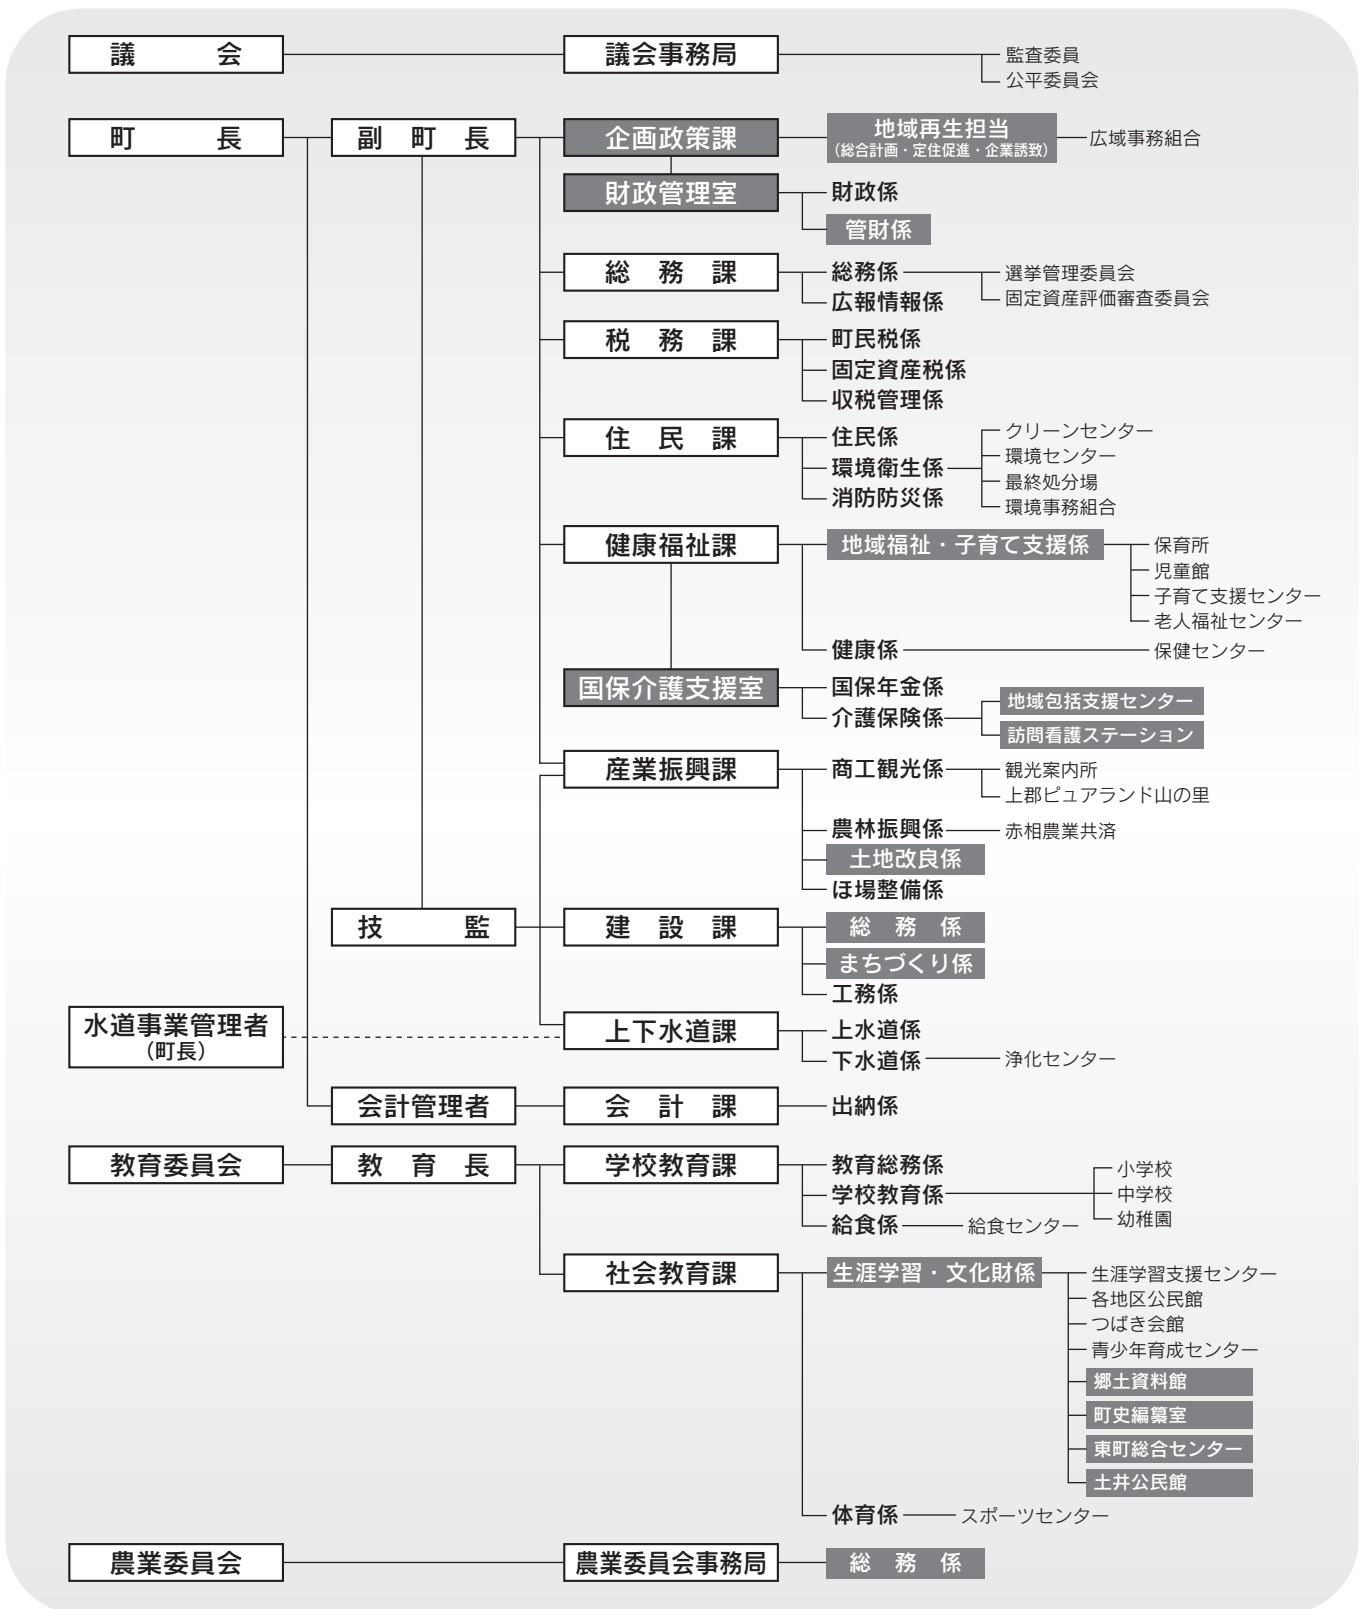 議　会
議会事務局
監査委員
公平委員会
町　長
副町長
企画政策課
地域再生担当
（総合計画・定住促進・企業誘致）
広域事務組合
財政管理室
財政係
管財係
総務課
総務係
選挙管理委員会
広報情報係
固定資産評価審査委員会
税務課
町民税係
固定資産税係
収税管理係
住民課
住民係
環境衛生係
消防防災係
クリーンセンター
環境センター
最終処分場
環境事務組合
健康福祉課
地域福祉・子育て支援係
保育所
児童館
子育て支援センター
老人福祉センター
健康係
保健センター
国保介護支援室
国保年金係
介護保険係
地域包括支援センター
訪問看護ステーション
産業振興課
商工観光係
観光案内所
上郡ピュアランド山の里
農林振興係
赤相農業共済
土地改良係
ほ場整備係
技　監
建設課
総務係
まちづくり係
工務係
水道事業管理者
（町長）
上下水道課
上水道係
下水道係
浄化センター
会計管理者
会計課
出納係
教育委員会
教育長
学校教育課
教育総務係
学校教育係
小学校
中学校
幼稚園
給食係
給食センター
社会教育課
生涯学習・文化財係
生涯学習支援センター
各地区公民館
つばき会館
青少年育成センター
郷土資料館
町史編纂室
東町総合センター
土井公民館
体育係
スポーツセンター
農業委員会
農業委員会事務局
総務係